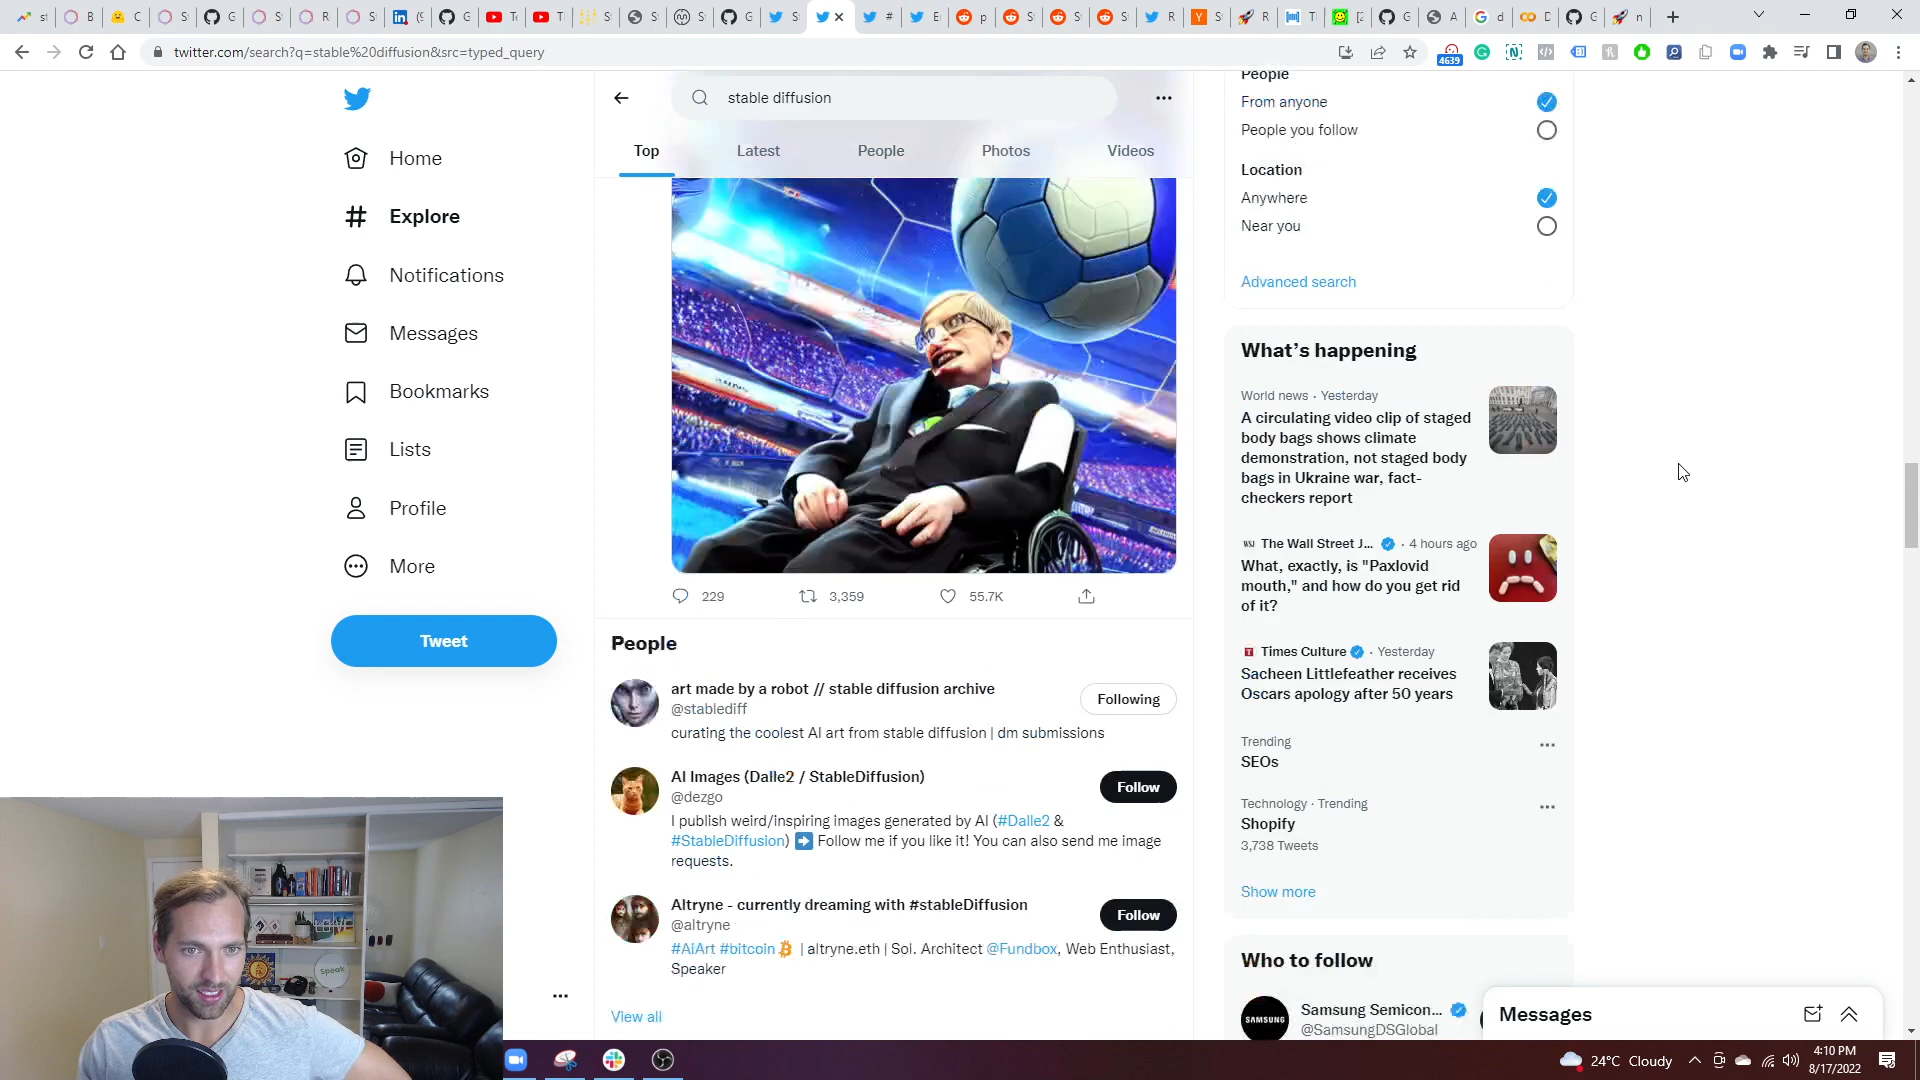 twitter.com/search?q=stable%20diffusion&src=typed_query
4639
stable diffusion
Top
Latest
People
Photos
Videos
Home
Explore
Notifications
Messages
Bookmarks
Lists
Profile
More
Tweet
229
3,359
55.7K
People
art made by a robot // stable diffusion archive
@stablediff
Following
curating the coolest AI art from stable diffusion | dm submissions
AI Images (Dalle2 / StableDiffusion)
@dezgo
Follow
I publish weird/inspiring images generated by AI (#Dalle2 &
#StableDiffusion) ➡️ Follow me if you like it! You can also send me image
requests.
Altryne - currently dreaming with #stableDiffusion
@altryne
Follow
#AiArt #bitcoin | altryne.eth | Sol. Architect @Fundbox, Web Enthusiast,
Speaker
View all
People
From anyone
People you follow
Location
Anywhere
Near you
Advanced search
What's happening
World news · Yesterday
A circulating video clip of staged
body bags shows climate
demonstration, not staged body
bags in Ukraine war, fact-
checkers report
WSJ The Wall Street J... · 4 hours ago
What, exactly, is "Paxlovid
mouth," and how do you get rid
of it?
Times Culture · Yesterday
Sacheen Littlefeather receives
Oscars apology after 50 years
Trending
SEOs
Technology · Trending
Shopify
3,738 Tweets
Show more
Who to follow
SAMSUNG
Samsung Semicon...
@SamsungDSGlobal
Messages
Speak
24°C Cloudy
4:10 PM
8/17/2022